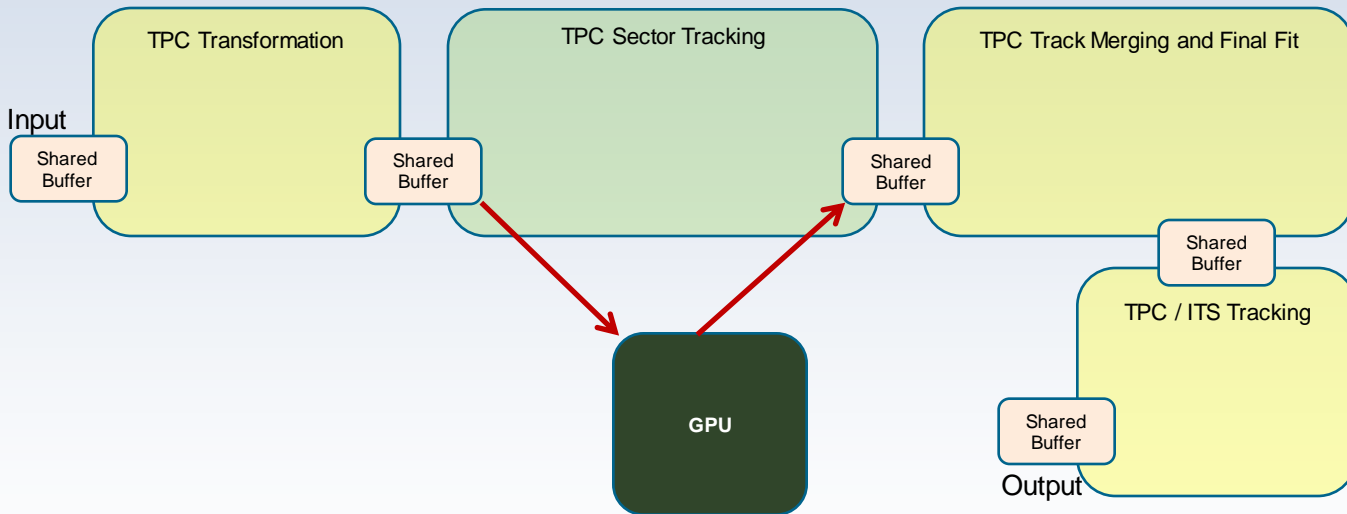 TPC Transformation
TPC Sector Tracking
TPC Track Merging and Final Fit
Input
Shared
Buffer
Shared
Buffer
Shared
Buffer
Shared
Buffer
TPC / ITS Tracking
GPU
Shared
Buffer
Output